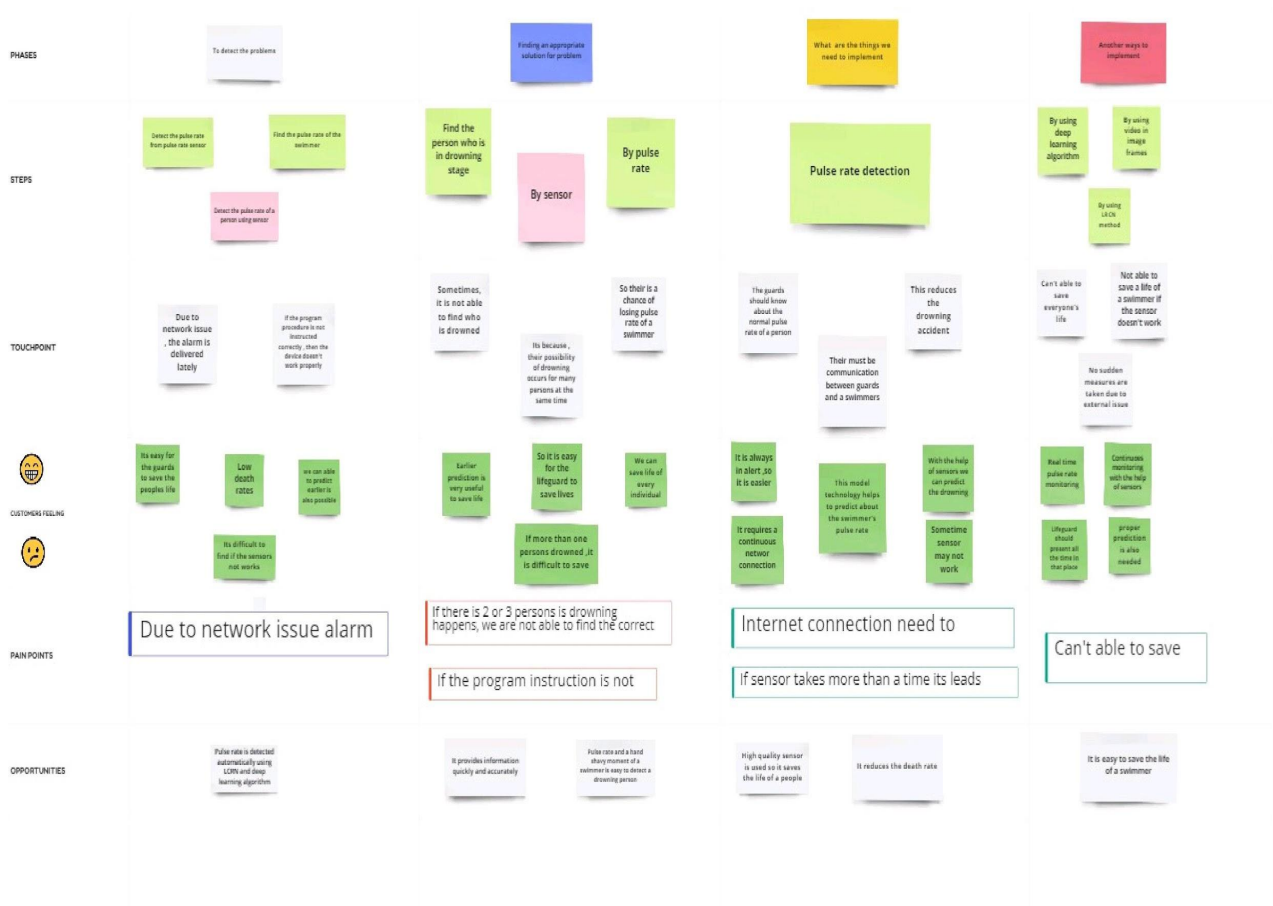 PHASES
To detect the problems
Finding an appropriate
solution for problem
What are the things we
need to implement
Another ways to
implement
STEPS
Detect the pulse rate
from pulse rate sensor
Find the pulse rate of the
swimmer
Detect the pulse rate of a
person using sensor
Find the
person who is
in drowning
stage
By sensor
By pulse
rate
Pulse rate detection
By using
deep
learning
algorithm
By using
video in
image
frames
By using
LRCN
method
TOUCHPOINT
Due to
network issue
, the alarm is
delivered
lately
If the program
procedure is not
instructed
correctly , then the
device doesn't
work properly
Sometimes,
it is not able
to find who
is drowned
Its because ,
their possibility
of drowning
occurs for many
persons at the
same time
So their is a
chance of
losing pulse
rate of a
swimmer
The guards
should know
about the
normal pulse
rate of a person
Their must be
communication
between guards
and a swimmers
This reduces
the
drowning
accident
Can't able to
save
everyone's
life
Not able to
save a life of
a swimmer if
the sensor
doesn't work
No sudden
measures are
taken due to
external issue
CUSTOMERS FEELING
Its easy for
the guards
to save the
peoples life
Low
death
rates
we can able
to predict
earlier is
also possible
Its difficult to
find if the sensors
not works
Earlier
prediction is
very useful
to save life
So it is easy
for the
lifeguard to
save lives
We can
save life of
every
individual
If more than one
persons drowned ,it
is difficult to save
It is always
in alert ,so
it is easier
This model
technology helps
to predict about
the swimmer's
pulse rate
With the help
of sensors we
can predict
the drowning
It requires a
continuous
networ
connection
Sometime
sensor
may not
work
Real time
pulse rate
monitoring
Continuoes
monitoring
with the help
of sensors
Lifeguard
should
present all
the time in
that place
proper
prediction
is also
needed
PAIN POINTS
Due to network issue alarm
If there is 2 or 3 persons is drowning
happens, we are not able to find the correct
If the program instruction is not
Internet connection need to
If sensor takes more than a time its leads
Can't able to save
OPPORTUNITIES
Pulse rate is detected
automatically using
LCRN and deep
learning algorithm
It provides information
quickly and accurately
Pulse rate and a hand
shavy moment of a
swimmer is easy to detect a
drowning person
High quality sensor
is used so it saves
the life of a people
It reduces the death rate
It is easy to save the life
of a swimmer